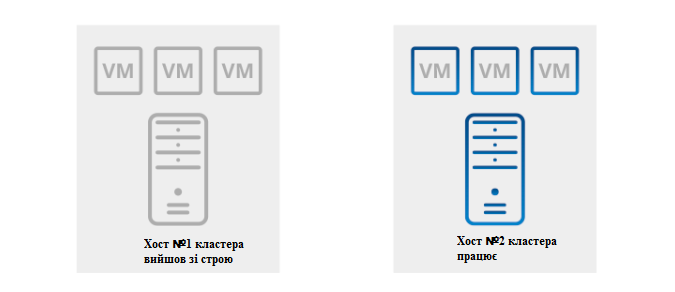 VM VM VM
VM VM VM
Хост №1 кластера
вийшов зі строю
Хост №2 кластера
працює